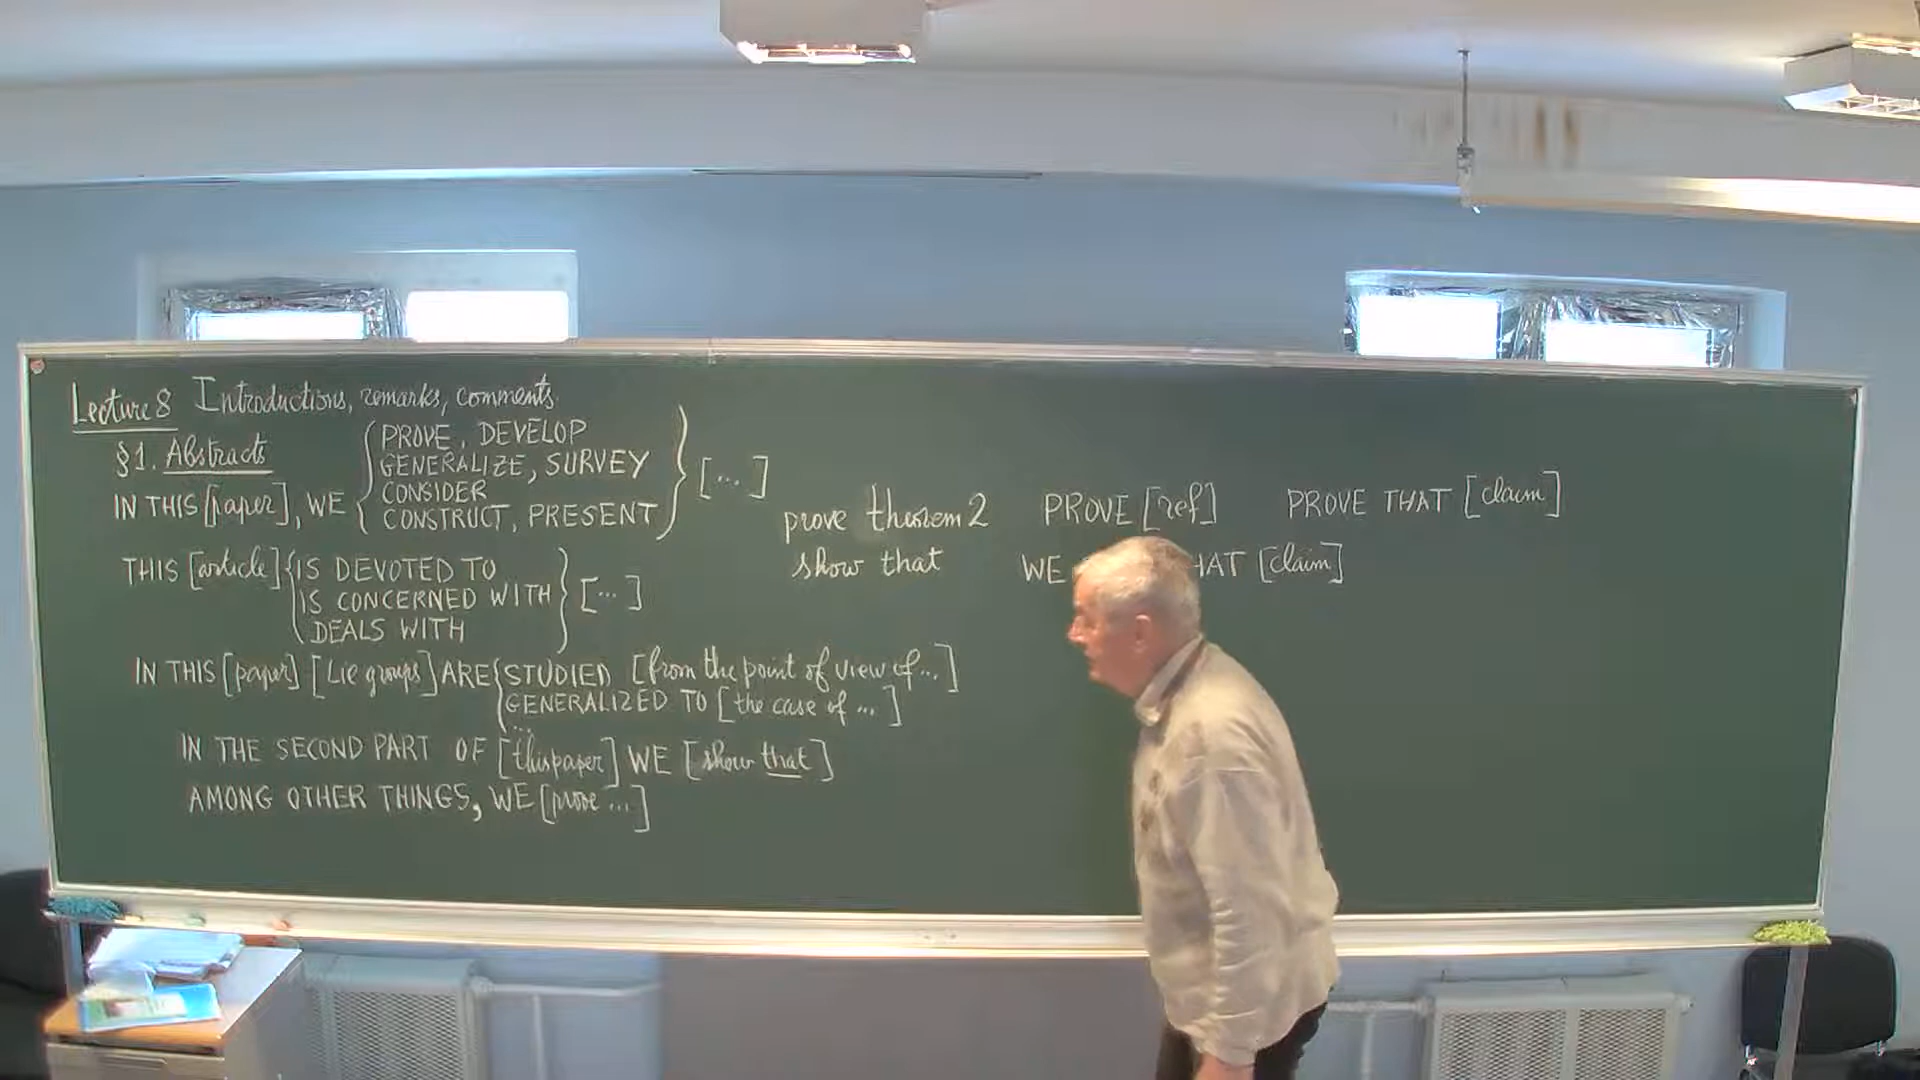 Lecture 8 Introductions, remarks, comments.
§1. Abstracts
IN THIS [paper], WE { PROVE, DEVELOP
GENERALIZE, SURVEY
CONSIDER
CONSTRUCT, PRESENT } [...]
THIS [article] { IS DEVOTED TO
IS CONCERNED WITH
DEALS WITH } [...]
IN THIS [paper] [Lie groups] ARE { STUDIED [from the point of view of...]
GENERALIZED TO [the case of ...]
...
IN THE SECOND PART OF [this paper] WE [show that]
AMONG OTHER THINGS, WE [prove ...]
prove theorem 2 PROVE [ref] PROVE THAT [claim]
show that WE HAT [claim]